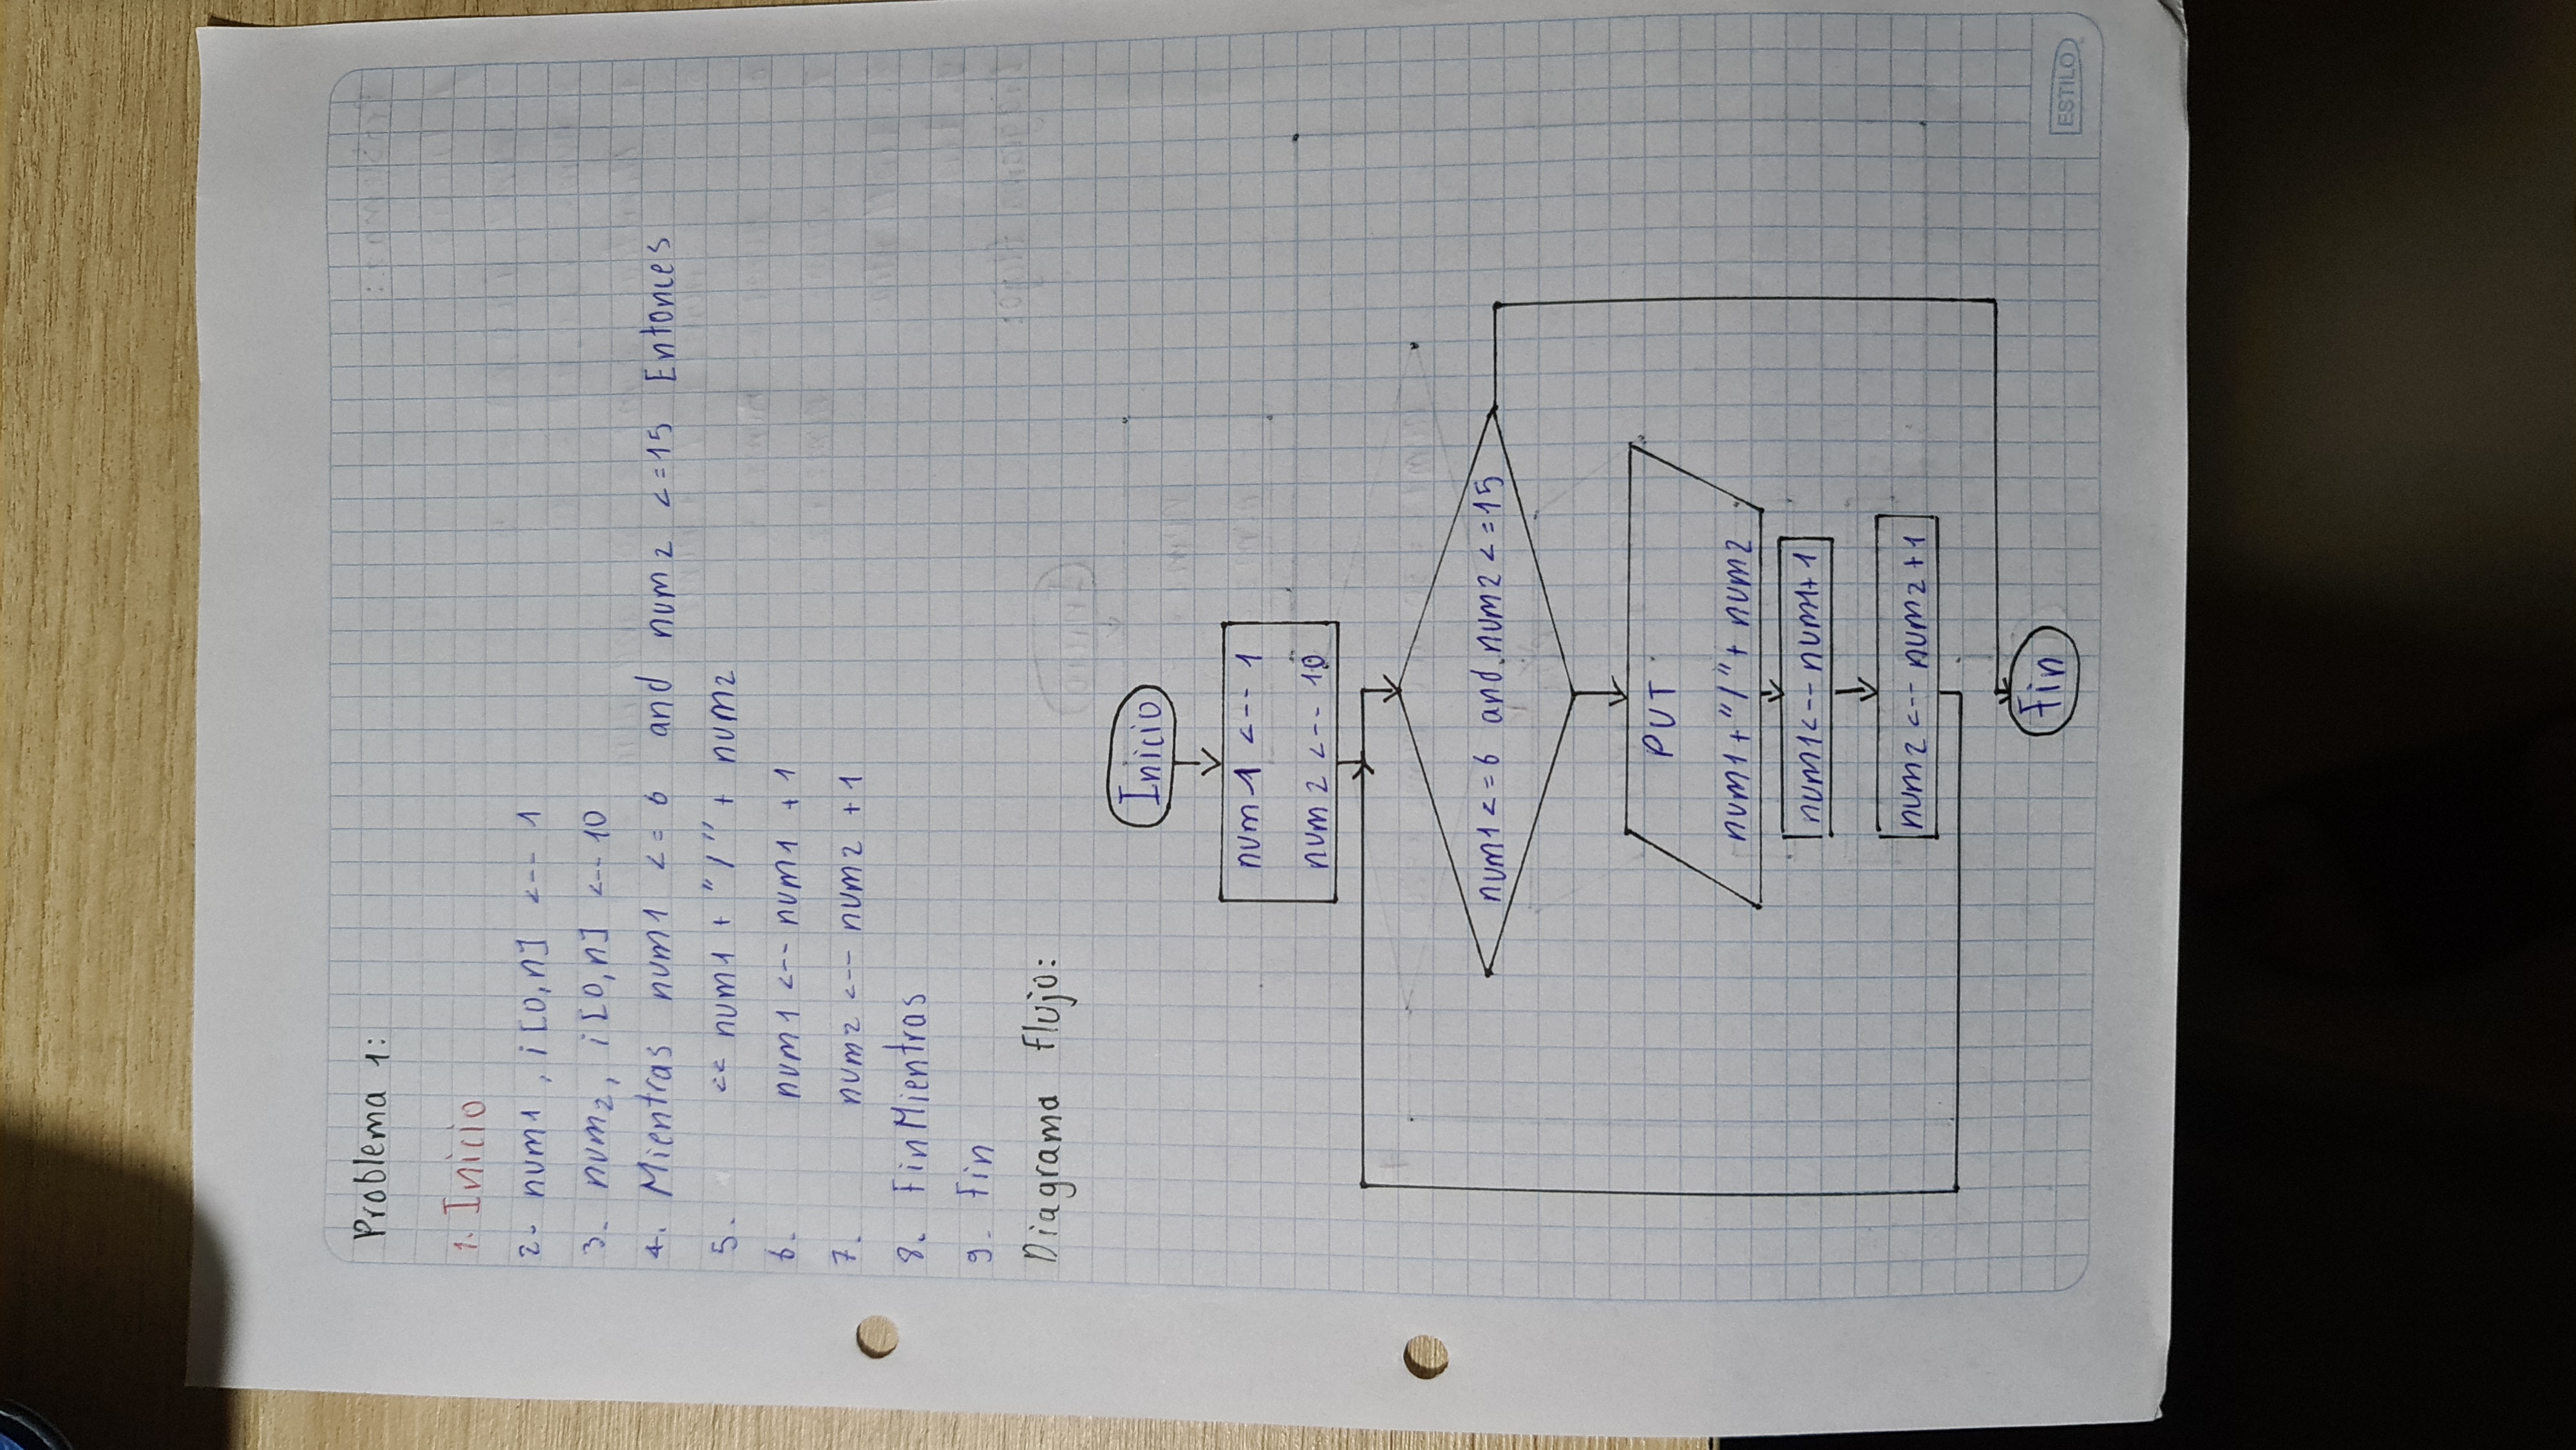 Problema 1:
1. Inicio
2. num1, i[0,n] <-- 1
3. num2, i[0,n] <-- 10
4. Mientras num1 <= 6 and num2 <=15 Entonces
5. << num1 + "/" + num2
6. num1 <-- num1 + 1
7. num2 <-- num2 + 1
8. FinMientras
9. Fin
Diagrama flujo:
Inicio
num1 <-- 1
num2 <-- 10
num1<=6 and num2 <=15
PUT
num1+"/"+ num2
num1<-- num1+1
num2 <-- num2+1
Fin
ESTILO